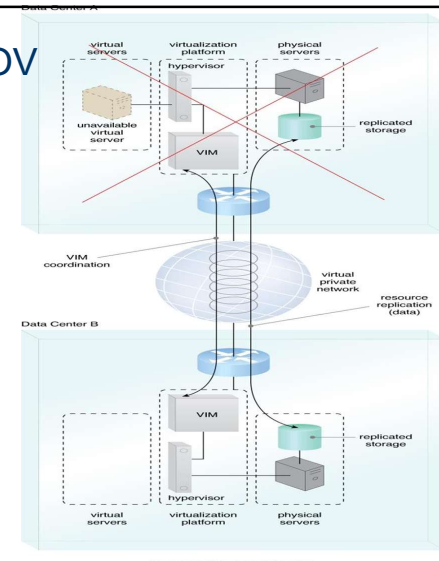 Data Center A
virtual servers
virtualization platform
physical servers
hypervisor
unavailable virtual server
replicated storage
VIM
VIM coordination
virtual private network
resource replication (data)
Data Center B
VIM
replicated storage
hypervisor
virtual servers
virtualization platform
physical servers